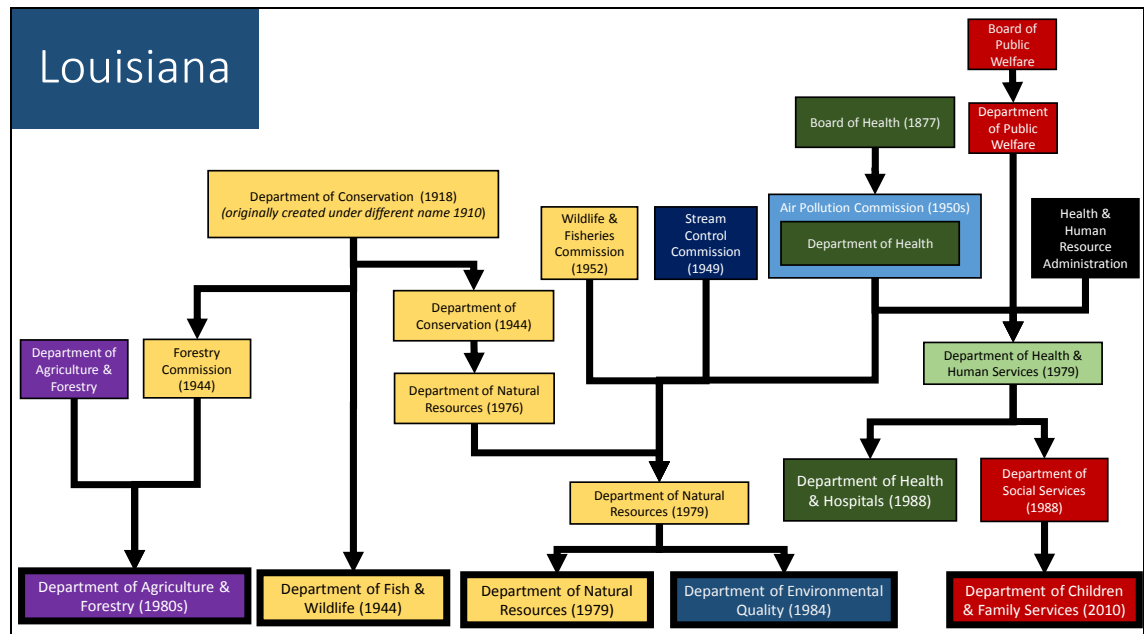 Louisiana
Board of
Public
Welfare
Board of Health (1877)
Department
of Public
Welfare
Department of Conservation (1918)
(originally created under different name 1910)
Wildlife &
Fisheries
Commission
(1952)
Stream
Control
Commission
(1949)
Air Pollution Commission (1950s)
Department of Health
Health &
Human
Resource
Administration
Department of
Conservation (1944)
Department of
Agriculture &
Forestry
Forestry
Commission
(1944)
Department of Health &
Human Services (1979)
Department of Natural
Resources (1976)
Department of Health
& Hospitals (1988)
Department of
Social Services
(1988)
Department of Natural
Resources (1979)
Department of Agriculture &
Forestry (1980s)
Department of Fish &
Wildlife (1944)
Department of Natural
Resources (1979)
Department of Environmental
Quality (1984)
Department of Children
& Family Services (2010)